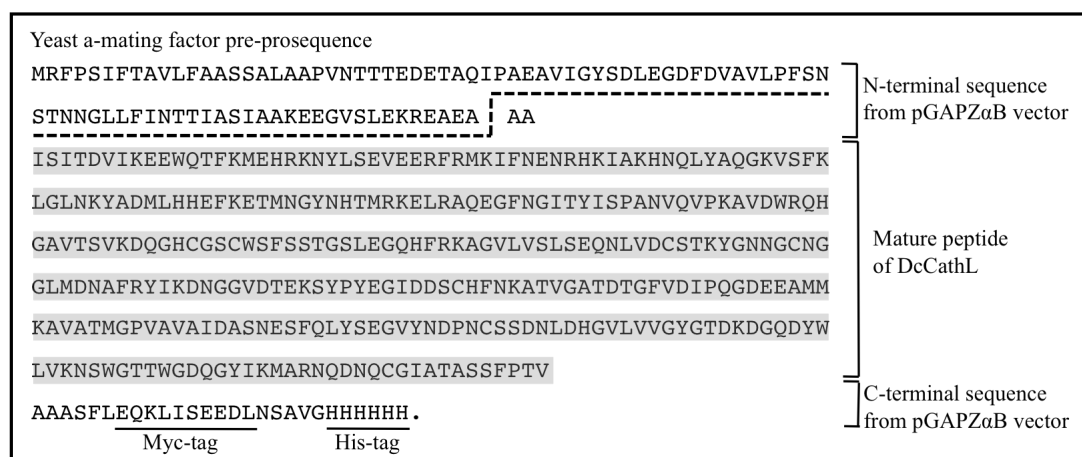 Yeast a-mating factor pre-prosequence
MRFPSIFTAVLFAASSALAAPVNTTTEDETAQIPAEAVIGYSDLEGDFDVAVLPFSN
STNNGLLFINTTIASIAAKEEGVSLEKREAEA AA
N-terminal sequence
from pGAPZαB vector
ISITDVIKEEWQTFKMEHRKNYLSEVEERFRMKIFNENRHKIAKHNQLYAQGKVSFK
LGLNKYADMLHHEFKETMNGYNHTMRKELRAQEGFNGITYISPANVQVPKAVDWRQH
GAVTSVKDQGHCGSCWSFSSTGSLEGQHFRKAGVLVSLSEQNLVDCSTKYGNNGCNG
GLMDNAFRYIKDNGGVDTEKSYPYEGIDDSCHFNKATVGATDTGFVDIPQGDEEAMM
KAVATMGPVAVAIDASNESFQLYSEGVYNDPNCSSDNLDHGVLVVGYGTDKDGQDYW
LVKNSWGTTWGDQGYIKMARNQDNQCGIATASSFPTV
Mature peptide
of DcCathL
AAASFLEQKLISEEDLNSAVGHHHHHH.
Myc-tag His-tag
C-terminal sequence
from pGAPZαB vector